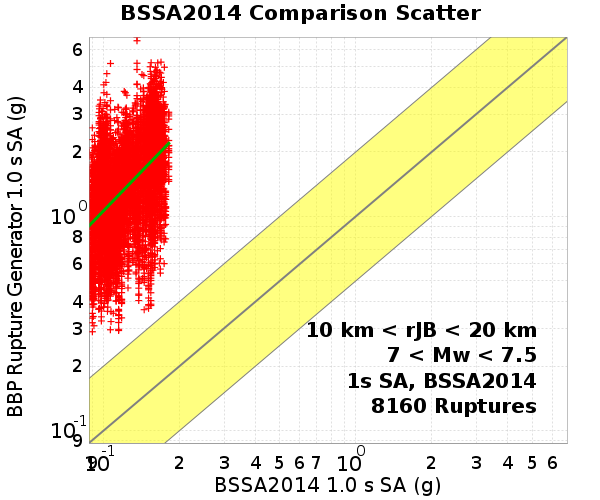 BSSA2014 Comparison Scatter
BBP Rupture Generator 1.0 s SA (g)
6
4
3
2
10^0
8
6
4
3
2
10^-1
9
10 km < rJB < 20 km
7 < Mw < 7.5
1s SA, BSSA2014
8160 Ruptures
9 10^-1 2 3 4 5 6 7 10^0 2 3 4 5 6
BSSA2014 1.0 s SA (g)